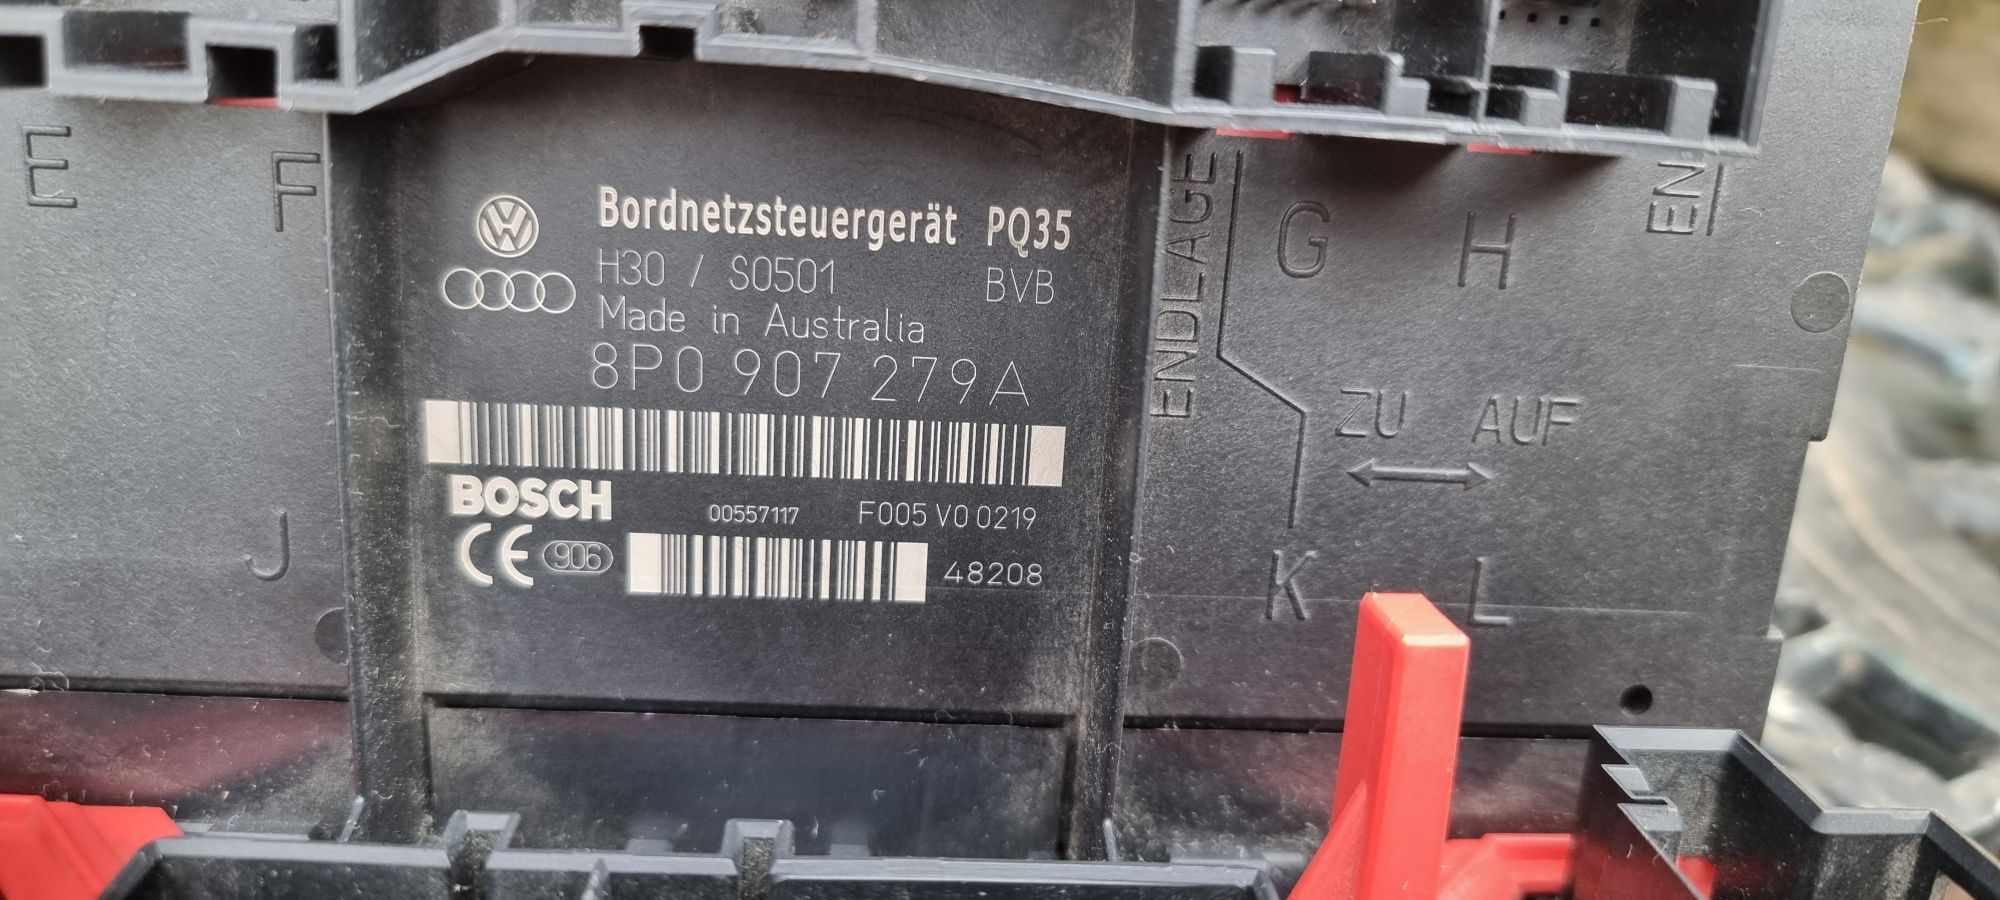 E
F
Bordnetzsteuergerät PQ35
H30 / S0501 BVB
Made in Australia
8P0 907 279A
BOSCH
00557117 F005 V0 0219
CE 906
48208
J
ENDLAGE
G
H
EN
ZU AUF
K
L